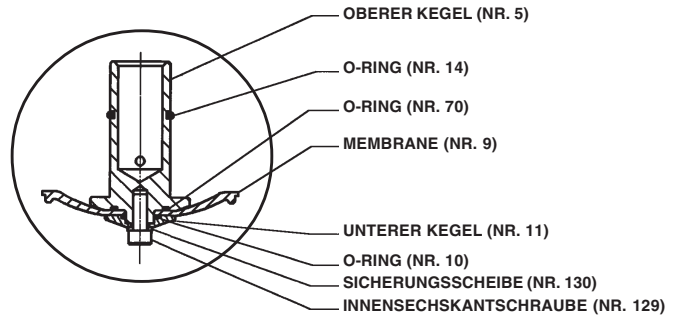 OBERER KEGEL (NR. 5)
O-RING (NR. 14)
O-RING (NR. 70)
MEMBRANE (NR. 9)
UNTERER KEGEL (NR. 11)
O-RING (NR. 10)
SICHERUNGSSCHEIBE (NR. 130)
INNENSECHSKANTSCHRAUBE (NR. 129)